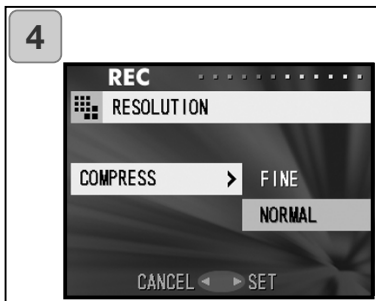 4
REC
RESOLUTION
COMPRESS > FINE
NORMAL
CANCEL ◄ ► SET